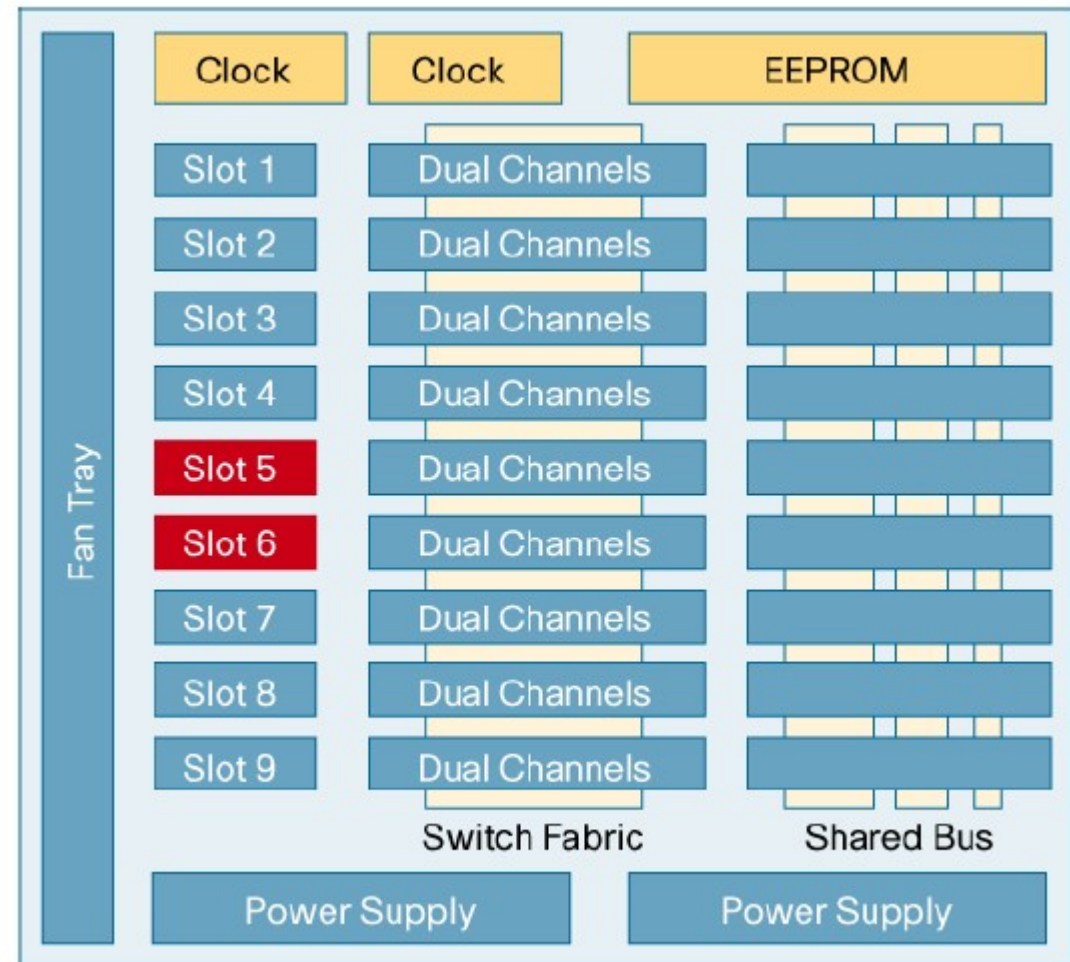 Clock Clock EEPROM
Slot 1 Dual Channels
Slot 2 Dual Channels
Slot 3 Dual Channels
Slot 4 Dual Channels
Slot 5 Dual Channels
Slot 6 Dual Channels
Slot 7 Dual Channels
Slot 8 Dual Channels
Slot 9 Dual Channels
Fan Tray
Switch Fabric Shared Bus
Power Supply Power Supply